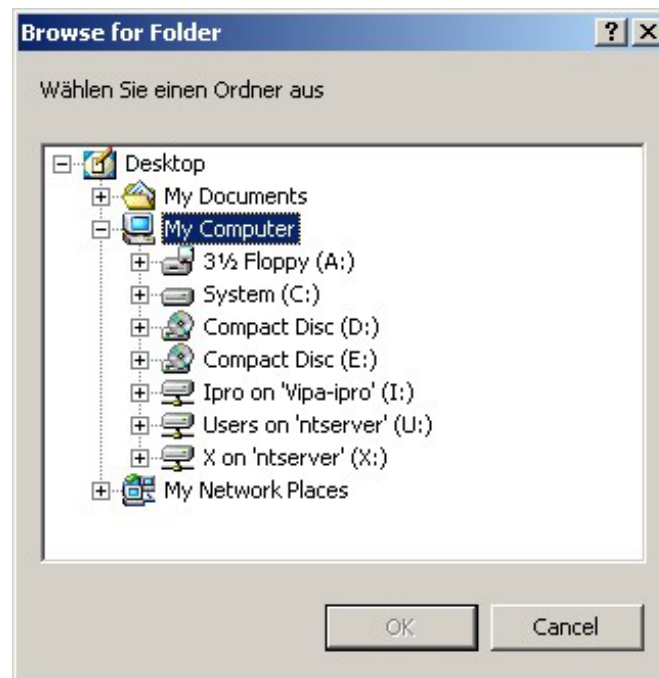 Browse for Folder
Wählen Sie einen Ordner aus
Desktop
My Documents
My Computer
3½ Floppy (A:)
System (C:)
Compact Disc (D:)
Compact Disc (E:)
Ipro on 'Vipa-ipro' (I:)
Users on 'ntserver' (U:)
X on 'ntserver' (X:)
My Network Places
OK
Cancel